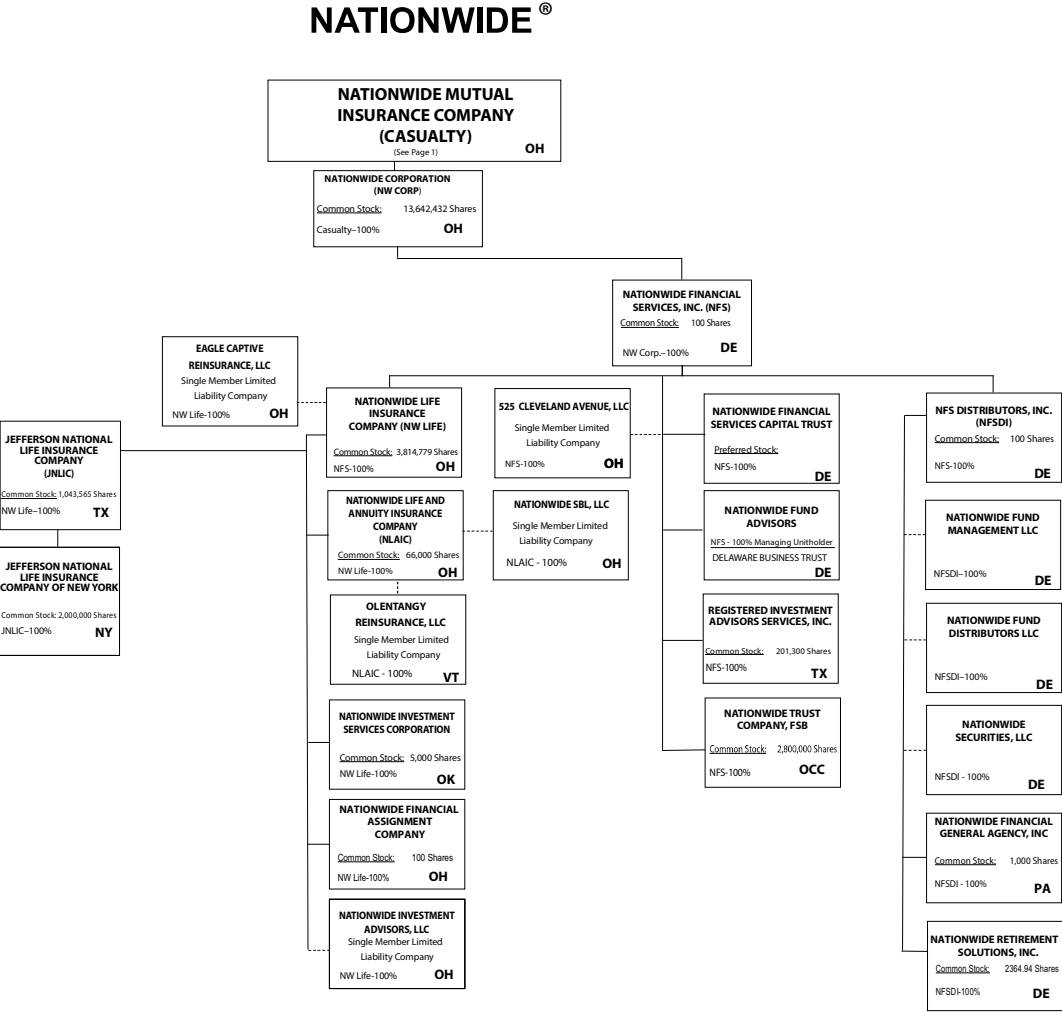 NATIONWIDE ®
NATIONWIDE MUTUAL
INSURANCE COMPANY
(CASUALTY)
(See Page 1)
OH
NATIONWIDE CORPORATION
(NW CORP)
Common Stock: 13,642,432 Shares
Casualty–100% OH
NATIONWIDE FINANCIAL
SERVICES, INC. (NFS)
Common Stock: 100 Shares
NW Corp.–100% DE
EAGLE CAPTIVE
REINSURANCE, LLC
Single Member Limited
Liability Company
NW Life-100% OH
JEFFERSON NATIONAL
LIFE INSURANCE
COMPANY
(JNLIC)
Common Stock: 1,043,565 Shares
NW Life–100% TX
JEFFERSON NATIONAL
LIFE INSURANCE
COMPANY OF NEW YORK
Common Stock: 2,000,000 Shares
JNLIC–100% NY
NATIONWIDE LIFE
INSURANCE
COMPANY (NW LIFE)
Common Stock: 3,814,779 Shares
NFS-100% OH
NATIONWIDE LIFE AND
ANNUITY INSURANCE
COMPANY
(NLAIC)
Common Stock: 66,000 Shares
NW Life-100% OH
OLENTANGY
REINSURANCE, LLC
Single Member Limited
Liability Company
NLAIC - 100% VT
NATIONWIDE INVESTMENT
SERVICES CORPORATION
Common Stock: 5,000 Shares
NW Life-100% OK
NATIONWIDE FINANCIAL
ASSIGNMENT
COMPANY
Common Stock: 100 Shares
NW Life-100% OH
NATIONWIDE INVESTMENT
ADVISORS, LLC
Single Member Limited
Liability Company
NW Life-100% OH
525 CLEVELAND AVENUE, LLC
Single Member Limited
Liability Company
NFS-100% OH
NATIONWIDE SBL, LLC
Single Member Limited
Liability Company
NLAIC - 100% OH
NATIONWIDE FINANCIAL
SERVICES CAPITAL TRUST
Preferred Stock:
NFS-100%
DE
NATIONWIDE FUND
ADVISORS
NFS - 100% Managing Unitholder
DELAWARE BUSINESS TRUST
DE
REGISTERED INVESTMENT
ADVISORS SERVICES, INC.
Common Stock: 201,300 Shares
NFS-100% TX
NATIONWIDE TRUST
COMPANY, FSB
Common Stock: 2,800,000 Shares
NFS-100% OCC
NFS DISTRIBUTORS, INC.
(NFSDI)
Common Stock: 100 Shares
NFS-100% DE
NATIONWIDE FUND
MANAGEMENT LLC
NFSDI–100% DE
NATIONWIDE FUND
DISTRIBUTORS LLC
NFSDI–100% DE
NATIONWIDE
SECURITIES, LLC
NFSDI - 100% DE
NATIONWIDE FINANCIAL
GENERAL AGENCY, INC
Common Stock: 1,000 Shares
NFSDI - 100% PA
NATIONWIDE RETIREMENT
SOLUTIONS, INC.
Common Stock: 2364.94 Shares
NFSDI-100% DE